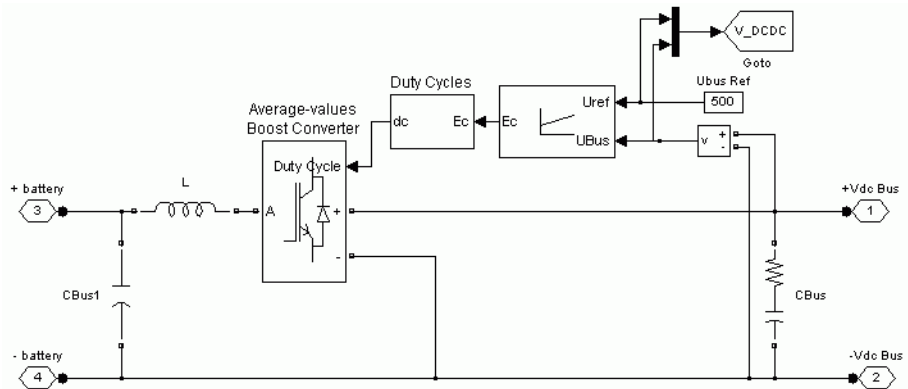 V_DCDC
Goto
Ubus Ref
500
Duty Cycles
Uref
dc
Ec
Ec
UBus
v
+
-
Average-values
Boost Converter
Duty Cycle
L
A
+
-
+ battery
3
+Vdc Bus
1
CBus1
CBus
- battery
4
-Vdc Bus
2